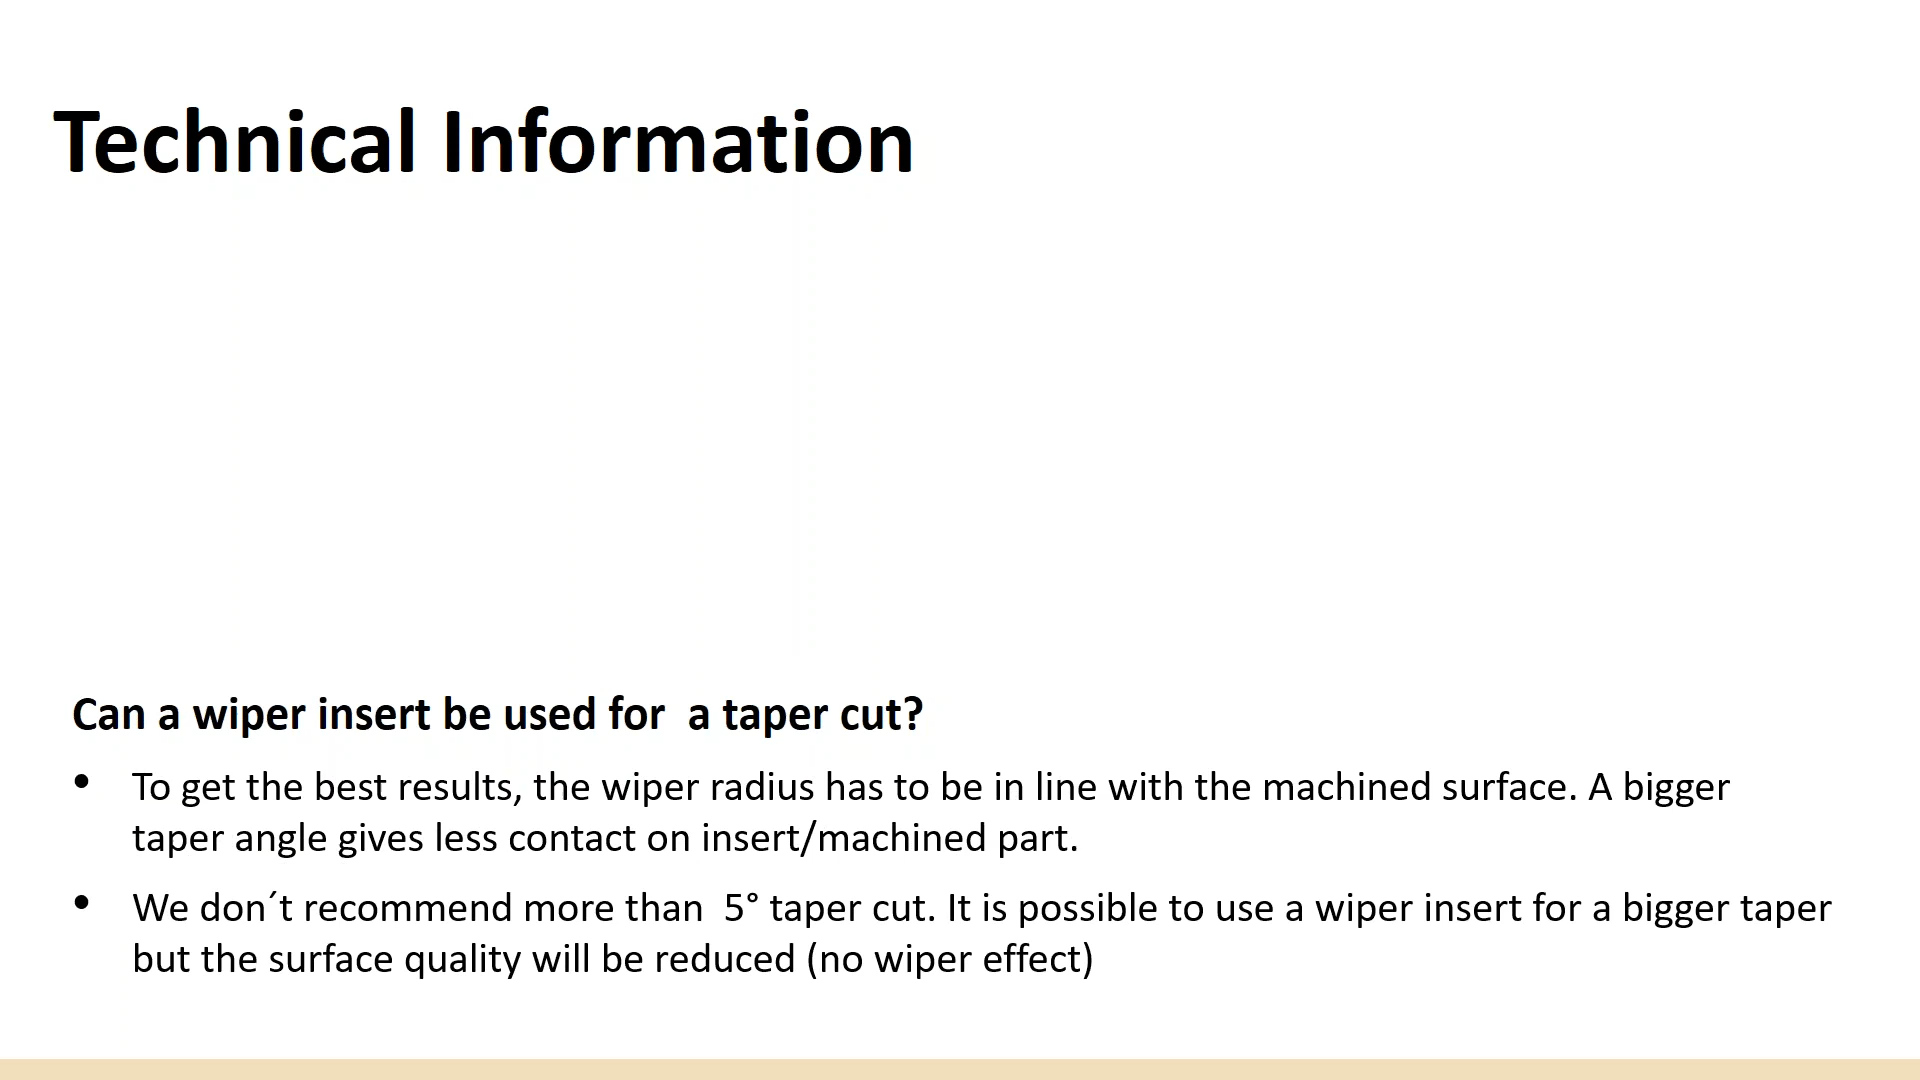 Technical Information
Can a wiper insert be used for  a taper cut?
• To get the best results, the wiper radius has to be in line with the machined surface. A bigger
taper angle gives less contact on insert/machined part.
• We don´t recommend more than  5° taper cut. It is possible to use a wiper insert for a bigger taper
but the surface quality will be reduced (no wiper effect)